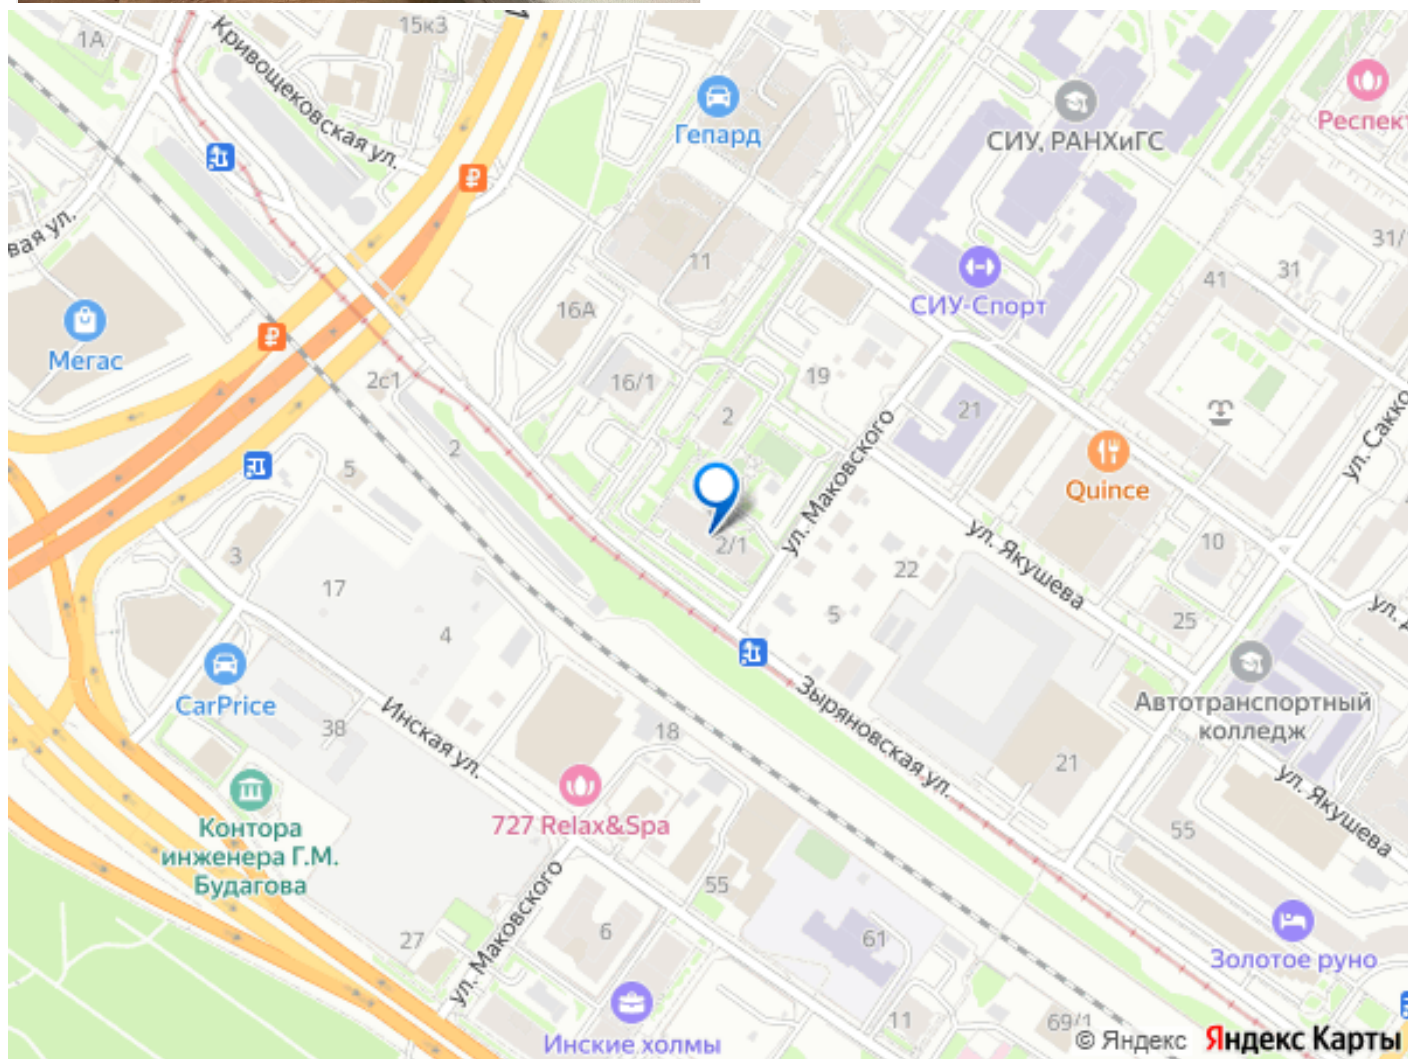 1А
15к3
Кривощековская ул.
Гепард
СИУ, РАНХиГС
Респект
вая ул.
11
31/
31
41
СИУ-Спорт
16А
Мегас
2с1
16/1
19
2
21
ул. Сакко
2
ул. Маковского
Quince
5
2/1
ул. Якушева
10
3
17
22
ул. Д
4
5
25
CarPrice
Автотранспортный
колледж
38
Инская ул.
18
Зыряновская ул.
21
ул. Якушева
727 Relax&Spa
Контора
инженера Г.М.
Будагова
55
55
ул. Маковского
27
6
61
Золотое руно
Инские холмы
11
69/1
© Яндекс Яндекс Карты